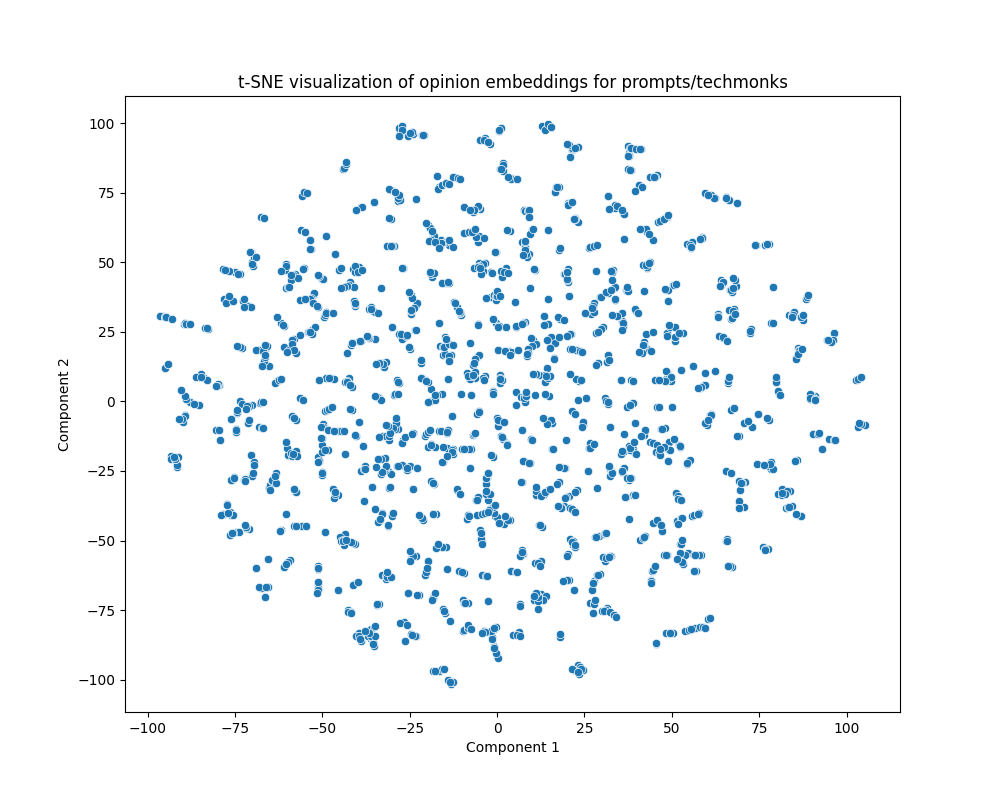 t-SNE visualization of opinion embeddings for prompts/techmonks
100
75
50
25
0
−25
−50
−75
−100
Component 2
−100 −75 −50 −25 0 25 50 75 100
Component 1